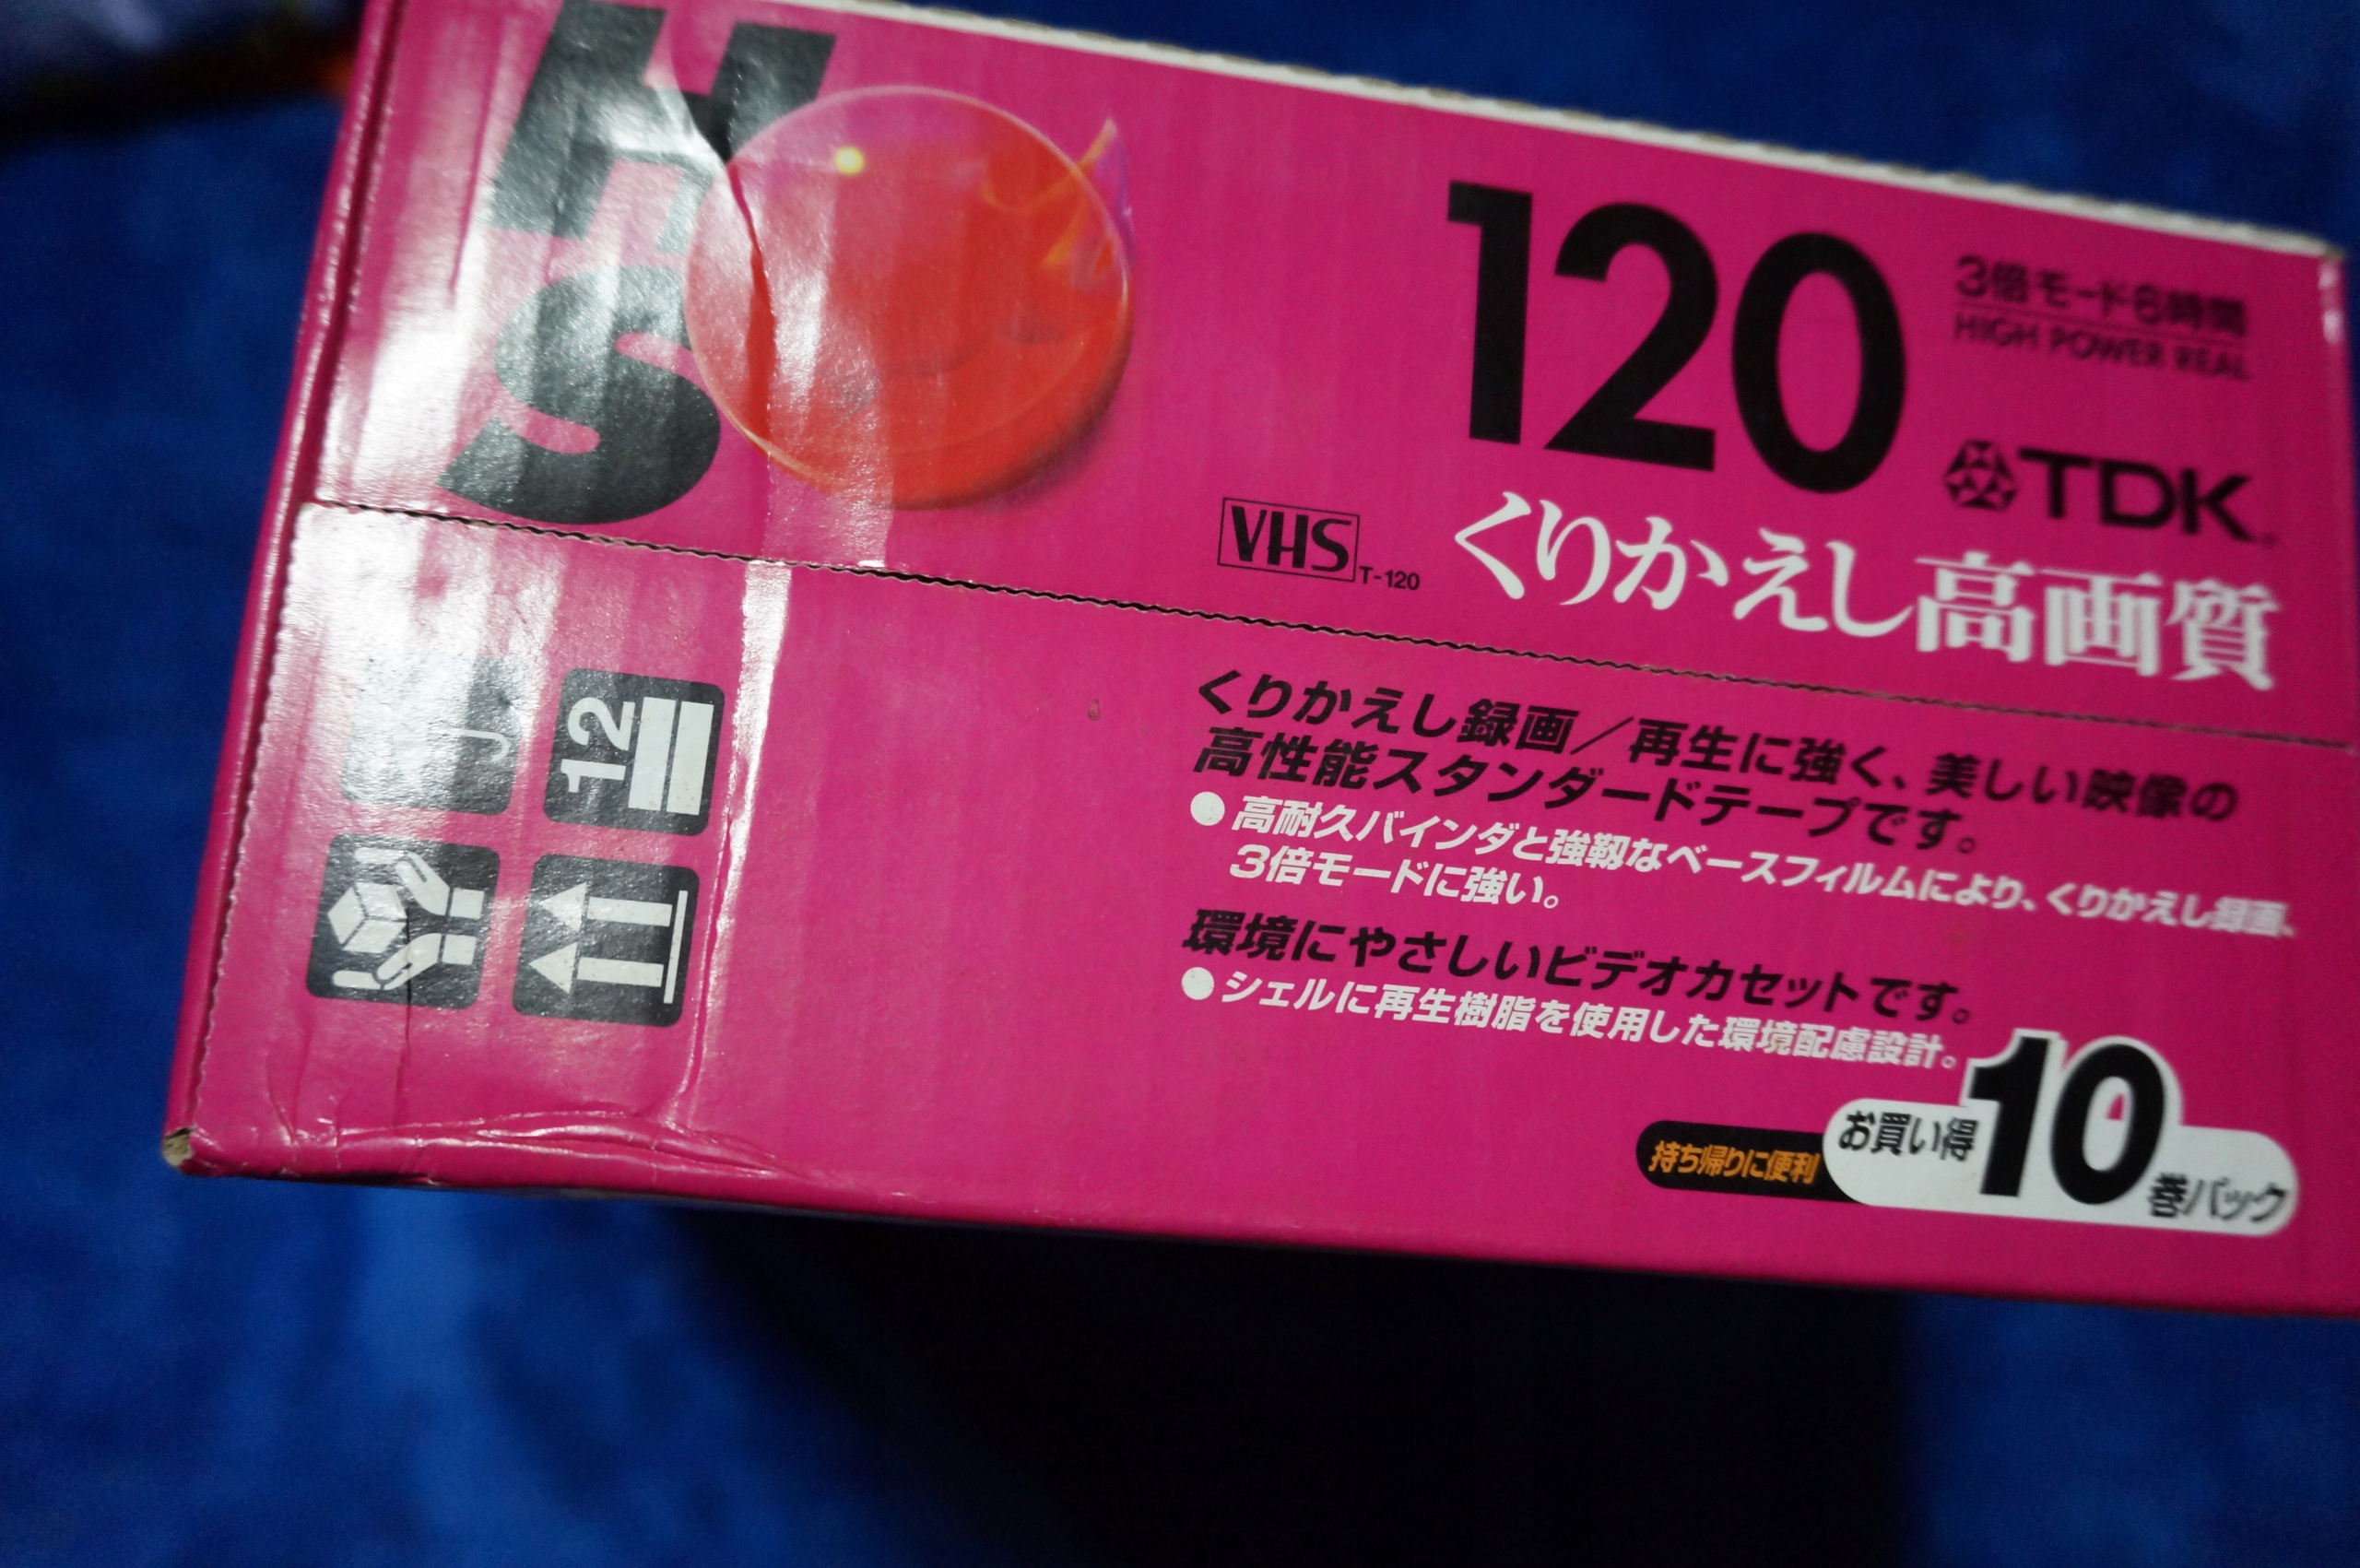 HS
120
3倍モード6時間
HIGH POWER REAL
TDK
VHS T-120
くりかえし高画質
くりかえし録画/再生に強く、美しい映像の
高性能スタンダードテープです。
●高耐久バインダと強靱なベースフィルムにより、くりかえし録画、
3倍モードに強い。
環境にやさしいビデオカセットです。
●シェルに再生樹脂を使用した環境配慮設計。
持ち帰りに便利
お買い得10巻パック
12